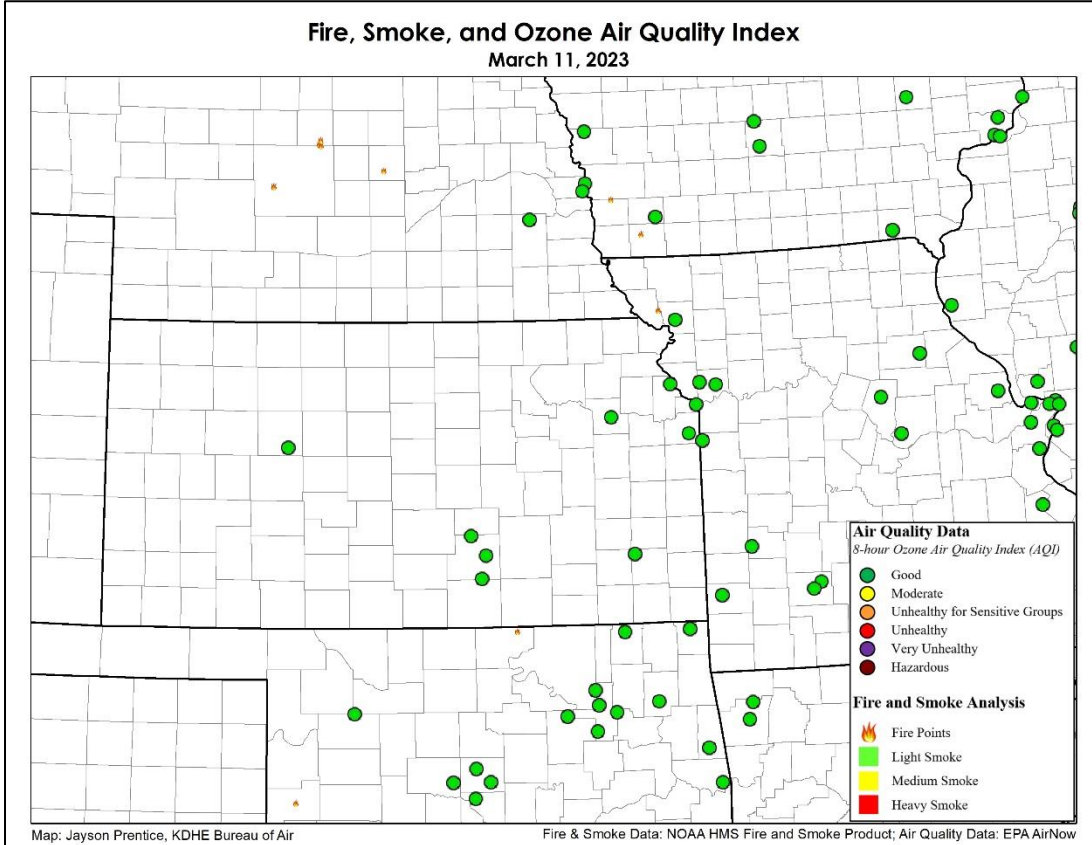 Fire, Smoke, and Ozone Air Quality Index
March 11, 2023
Air Quality Data
8-hour Ozone Air Quality Index (AQI)
Good
Moderate
Unhealthy for Sensitive Groups
Unhealthy
Very Unhealthy
Hazardous
Fire and Smoke Analysis
Fire Points
Light Smoke
Medium Smoke
Heavy Smoke
Map: Jayson Prentice, KDHE Bureau of Air
Fire & Smoke Data: NOAA HMS Fire and Smoke Product; Air Quality Data: EPA AirNow